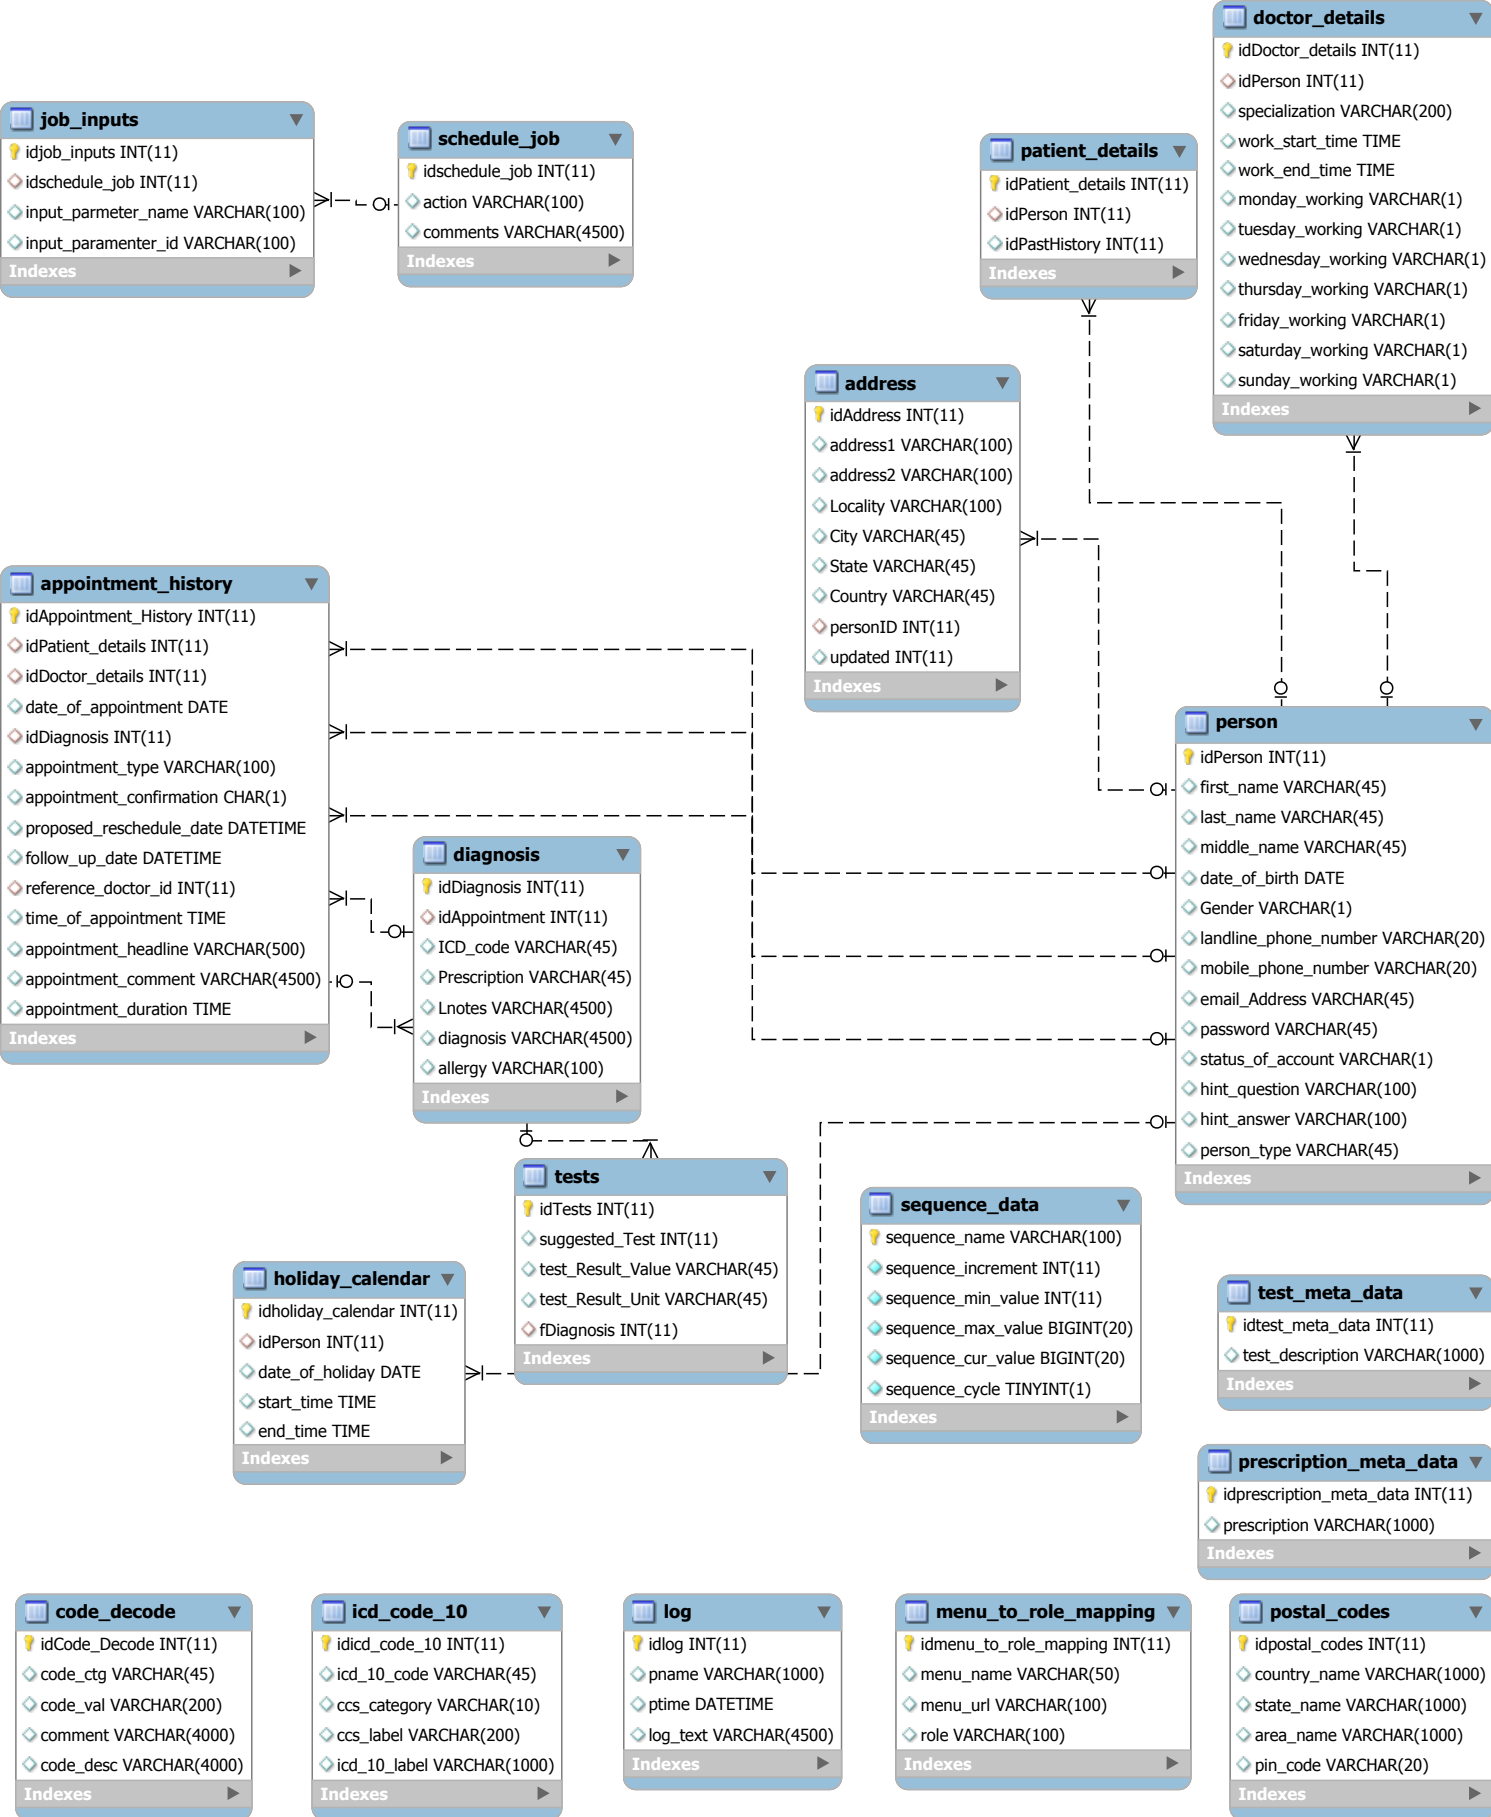 doctor_details
idDoctor_details INT(11)
idPerson INT(11)
specialization VARCHAR(200)
work_start_time TIME
work_end_time TIME
monday_working VARCHAR(1)
tuesday_working VARCHAR(1)
wednesday_working VARCHAR(1)
thursday_working VARCHAR(1)
friday_working VARCHAR(1)
saturday_working VARCHAR(1)
sunday_working VARCHAR(1)
Indexes
job_inputs
idjob_inputs INT(11)
idschedule_job INT(11)
input_parmeter_name VARCHAR(100)
input_paramenter_id VARCHAR(100)
Indexes
schedule_job
idschedule_job INT(11)
action VARCHAR(100)
comments VARCHAR(4500)
Indexes
patient_details
idPatient_details INT(11)
idPerson INT(11)
idPastHistory INT(11)
Indexes
address
idAddress INT(11)
address1 VARCHAR(100)
address2 VARCHAR(100)
Locality VARCHAR(100)
City VARCHAR(45)
State VARCHAR(45)
Country VARCHAR(45)
personID INT(11)
updated INT(11)
Indexes
appointment_history
idAppointment_History INT(11)
idPatient_details INT(11)
idDoctor_details INT(11)
date_of_appointment DATE
idDiagnosis INT(11)
appointment_type VARCHAR(100)
appointment_confirmation CHAR(1)
proposed_reschedule_date DATETIME
follow_up_date DATETIME
reference_doctor_id INT(11)
time_of_appointment TIME
appointment_headline VARCHAR(500)
appointment_comment VARCHAR(4500)
appointment_duration TIME
Indexes
person
idPerson INT(11)
first_name VARCHAR(45)
last_name VARCHAR(45)
middle_name VARCHAR(45)
date_of_birth DATE
Gender VARCHAR(1)
landline_phone_number VARCHAR(20)
mobile_phone_number VARCHAR(20)
email_Address VARCHAR(45)
password VARCHAR(45)
status_of_account VARCHAR(1)
hint_question VARCHAR(100)
hint_answer VARCHAR(100)
person_type VARCHAR(45)
Indexes
diagnosis
idDiagnosis INT(11)
idAppointment INT(11)
ICD_code VARCHAR(45)
Prescription VARCHAR(45)
Lnotes VARCHAR(4500)
diagnosis VARCHAR(4500)
allergy VARCHAR(100)
Indexes
tests
idTests INT(11)
suggested_Test INT(11)
test_Result_Value VARCHAR(45)
test_Result_Unit VARCHAR(45)
fDiagnosis INT(11)
Indexes
sequence_data
sequence_name VARCHAR(100)
sequence_increment INT(11)
sequence_min_value INT(11)
sequence_max_value BIGINT(20)
sequence_cur_value BIGINT(20)
sequence_cycle TINYINT(1)
Indexes
holiday_calendar
idholiday_calendar INT(11)
idPerson INT(11)
date_of_holiday DATE
start_time TIME
end_time TIME
Indexes
test_meta_data
idtest_meta_data INT(11)
test_description VARCHAR(1000)
Indexes
prescription_meta_data
idprescription_meta_data INT(11)
prescription VARCHAR(1000)
Indexes
code_decode
idCode_Decode INT(11)
code_ctg VARCHAR(45)
code_val VARCHAR(200)
comment VARCHAR(4000)
code_desc VARCHAR(4000)
Indexes
icd_code_10
idicd_code_10 INT(11)
icd_10_code VARCHAR(45)
ccs_category VARCHAR(10)
ccs_label VARCHAR(200)
icd_10_label VARCHAR(1000)
Indexes
log
idlog INT(11)
pname VARCHAR(1000)
ptime DATETIME
log_text VARCHAR(4500)
Indexes
menu_to_role_mapping
idmenu_to_role_mapping INT(11)
menu_name VARCHAR(50)
menu_url VARCHAR(100)
role VARCHAR(100)
Indexes
postal_codes
idpostal_codes INT(11)
country_name VARCHAR(1000)
state_name VARCHAR(1000)
area_name VARCHAR(1000)
pin_code VARCHAR(20)
Indexes